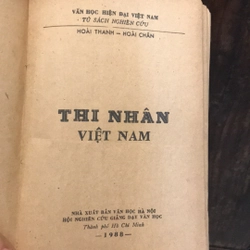 VĂN HỌC HIỆN ĐẠI VIỆT NAM
TỦ SÁCH NGHIÊN CỨU
HOÀI THANH — HOÀI CHÂN
THI NHÂN
VIỆT NAM
NHÀ XUẤT BẢN VĂN HỌC HÀ NỘI
HỘI NGHIÊN CỨU GIẢNG DẠY VĂN HỌC
Thành phố Hồ Chí Minh
— 1988 —